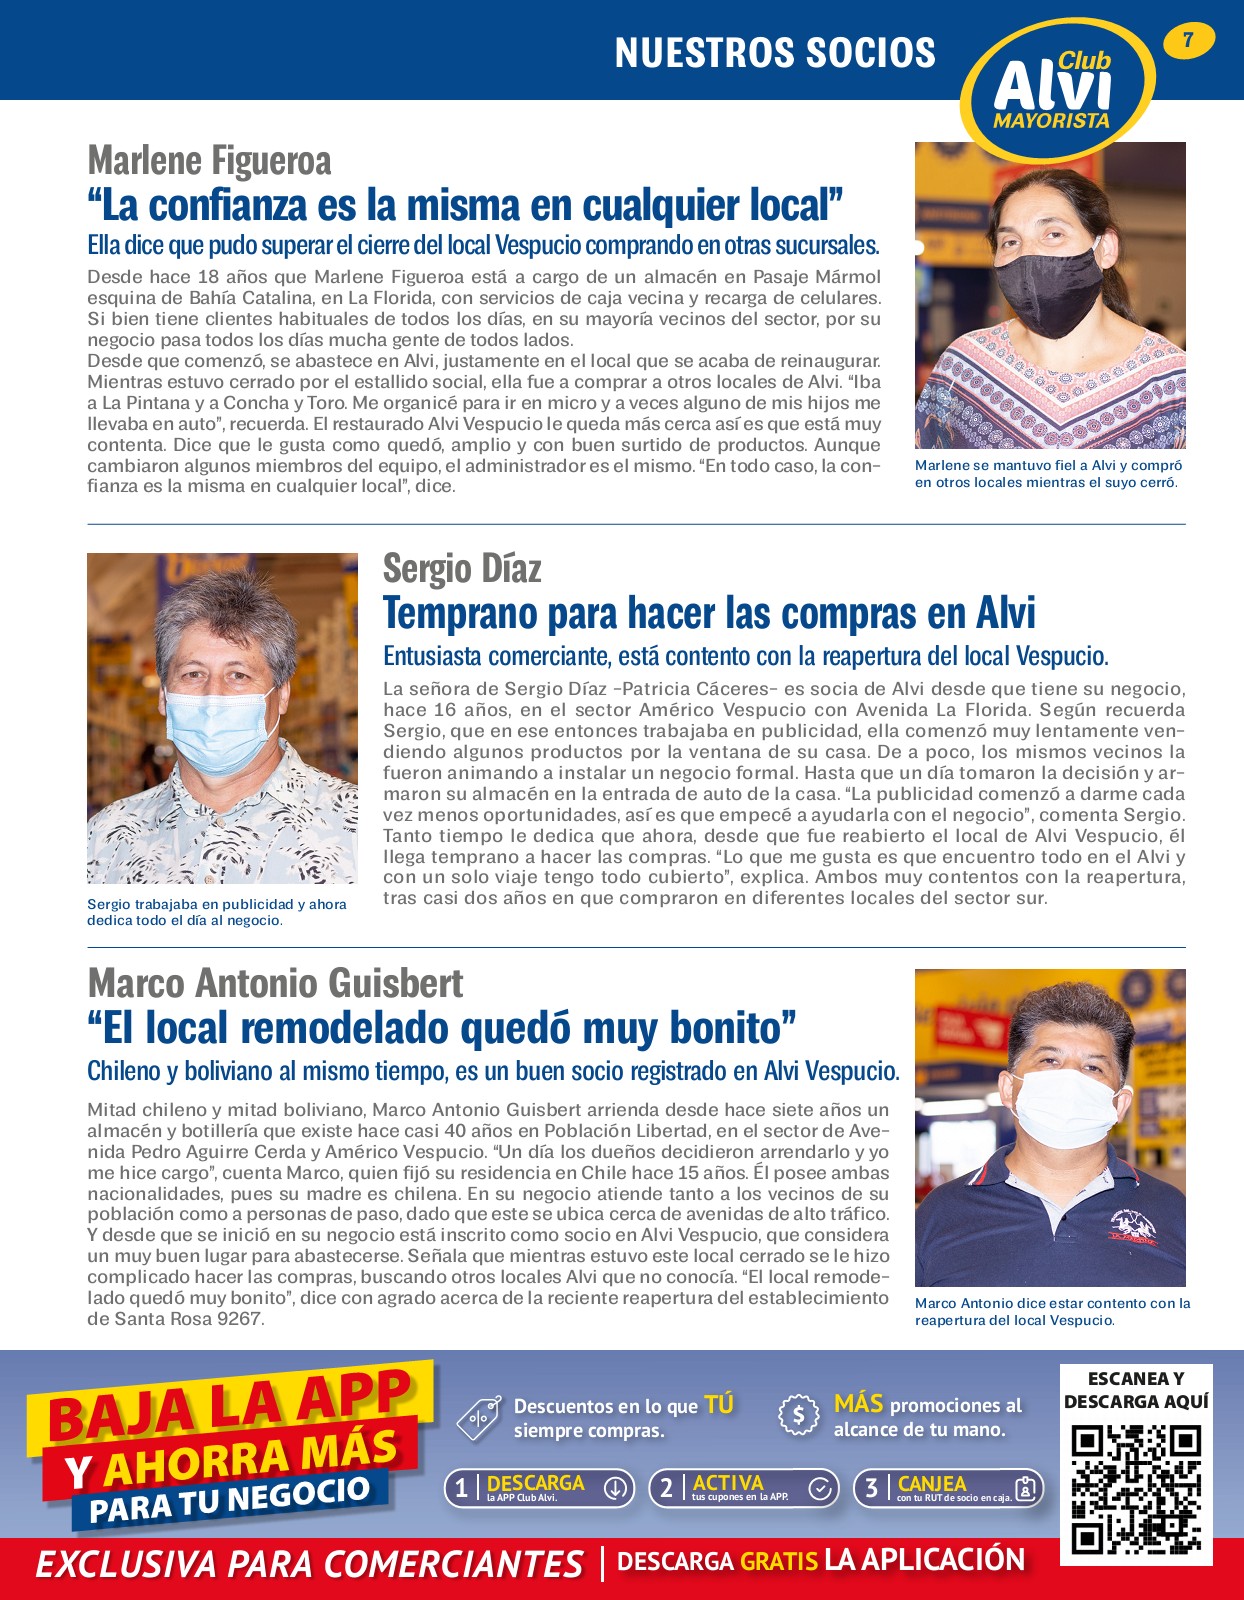 NUESTROS SOCIOS
Club
Alvi
MAYORISTA
7
Marlene Figueroa
“La confianza es la misma en cualquier local”
Ella dice que pudo superar el cierre del local Vespucio comprando en otras sucursales.
Desde hace 18 años que Marlene Figueroa está a cargo de un almacén en Pasaje Mármol
esquina de Bahía Catalina, en La Florida, con servicios de caja vecina y recarga de celulares.
Si bien tiene clientes habituales de todos los días, en su mayoría vecinos del sector, por su
negocio pasa todos los días mucha gente de todos lados.
Desde que comenzó, se abastece en Alvi, justamente en el local que se acaba de reinaugurar.
Mientras estuvo cerrado por el estallido social, ella fue a comprar a otros locales de Alvi. “Iba
a La Pintana y a Concha y Toro. Me organicé para ir en micro y a veces alguno de mis hijos me
llevaba en auto”, recuerda. El restaurado Alvi Vespucio le queda más cerca así es que está muy
contenta. Dice que le gusta como quedó, amplio y con buen surtido de productos. Aunque
cambiaron algunos miembros del equipo, el administrador es el mismo. “En todo caso, la con-
fianza es la misma en cualquier local”, dice.
Marlene se mantuvo fiel a Alvi y compró
en otros locales mientras el suyo cerró.
Sergio Díaz
Temprano para hacer las compras en Alvi
Entusiasta comerciante, está contento con la reapertura del local Vespucio.
La señora de Sergio Díaz –Patricia Cáceres– es socia de Alvi desde que tiene su negocio,
hace 16 años, en el sector Américo Vespucio con Avenida La Florida. Según recuerda
Sergio, que en ese entonces trabajaba en publicidad, ella comenzó muy lentamente ven-
diendo algunos productos por la ventana de su casa. De a poco, los mismos vecinos la
fueron animando a instalar un negocio formal. Hasta que un día tomaron la decisión y ar-
maron su almacén en la entrada de auto de la casa. “La publicidad comenzó a darme cada
vez menos oportunidades, así es que empecé a ayudarla con el negocio”, comenta Sergio.
Tanto tiempo le dedica que ahora, desde que fue reabierto el local de Alvi Vespucio, él
llega temprano a hacer las compras. “Lo que me gusta es que encuentro todo en el Alvi y
con un solo viaje tengo todo cubierto”, explica. Ambos muy contentos con la reapertura,
tras casi dos años en que compraron en diferentes locales del sector sur.
Sergio trabajaba en publicidad y ahora
dedica todo el día al negocio.
Marco Antonio Guisbert
“El local remodelado quedó muy bonito”
Chileno y boliviano al mismo tiempo, es un buen socio registrado en Alvi Vespucio.
Mitad chileno y mitad boliviano, Marco Antonio Guisbert arrienda desde hace siete años un
almacén y botillería que existe hace casi 40 años en Población Libertad, en el sector de Ave-
nida Pedro Aguirre Cerda y Américo Vespucio. “Un día los dueños decidieron arrendarlo y yo
me hice cargo”, cuenta Marco, quien fijó su residencia en Chile hace 15 años. Él posee ambas
nacionalidades, pues su madre es chilena. En su negocio atiende tanto a los vecinos de su
población como a personas de paso, dado que este se ubica cerca de avenidas de alto tráfico.
Y desde que se inició en su negocio está inscrito como socio en Alvi Vespucio, que considera
un muy buen lugar para abastecerse. Señala que mientras estuvo este local cerrado se le hizo
complicado hacer las compras, buscando otros locales Alvi que no conocía. “El local remode-
lado quedó muy bonito”, dice con agrado acerca de la reciente reapertura del establecimiento
de Santa Rosa 9267.
Marco Antonio dice estar contento con la
reapertura del local Vespucio.
BAJA LA APP
Y AHORRA MÁS
PARA TU NEGOCIO
Descuentos en lo que TÚ
siempre compras.
MÁS promociones al
alcance de tu mano.
1 DESCARGA
la APP Club Alvi.
2 ACTIVA
tus cupones en la APP.
3 CANJEA
con tu RUT de socio en caja.
ESCANEA Y
DESCARGA AQUÍ
EXCLUSIVA PARA COMERCIANTES | DESCARGA GRATIS LA APLICACIÓN